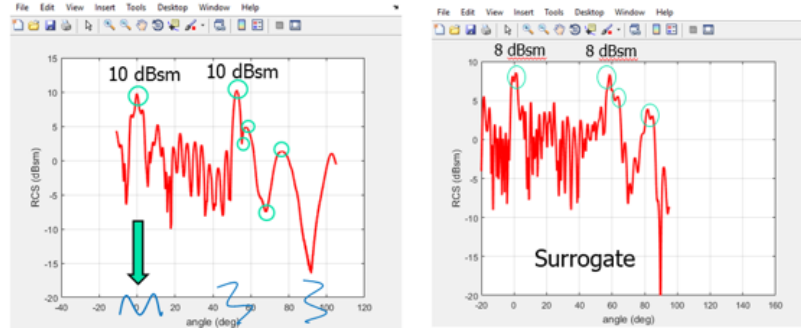 File Edit View Insert Tools Desktop Window Help
10 dBsm
10 dBsm
15
10
5
0
-5
-10
-15
-20
RCS (dBsm)
-40 -20 0 20 40 60 80 100 120
angle (deg)
File Edit View Insert Tools Desktop Window Help
8 dBsm
8 dBsm
10
5
0
-5
-10
-15
-20
RCS (dBsm)
Surrogate
-20 0 20 40 60 80 100 120 140 160
angle (deg)